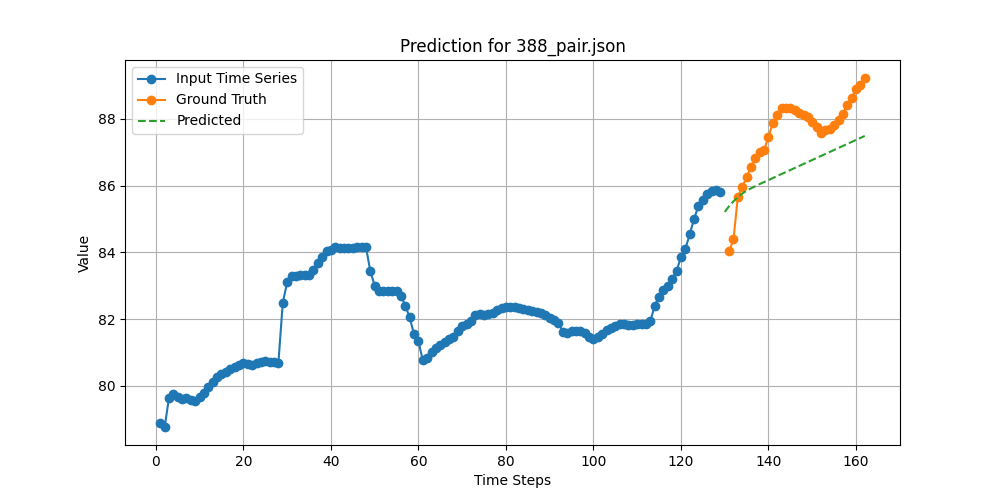 Prediction for 388_pair.json
Input Time Series
Ground Truth
Predicted
Value
88
86
84
82
80
0 20 40 60 80 100 120 140 160
Time Steps